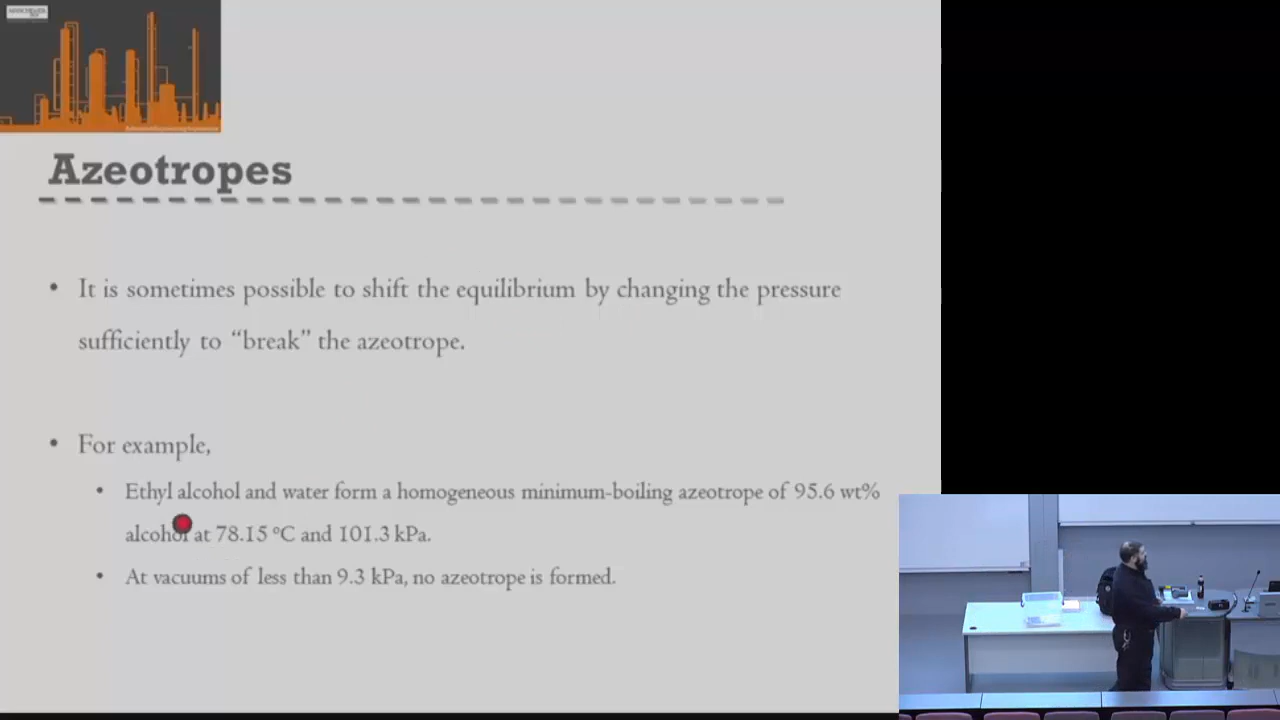 Azeotropes
• It is sometimes possible to shift the equilibrium by changing the pressure
sufficiently to “break” the azeotrope.
• For example,
• Ethyl alcohol and water form a homogeneous minimum-boiling azeotrope of 95.6 wt%
alcohol at 78.15 ºC and 101.3 kPa.
• At vacuums of less than 9.3 kPa, no azeotrope is formed.